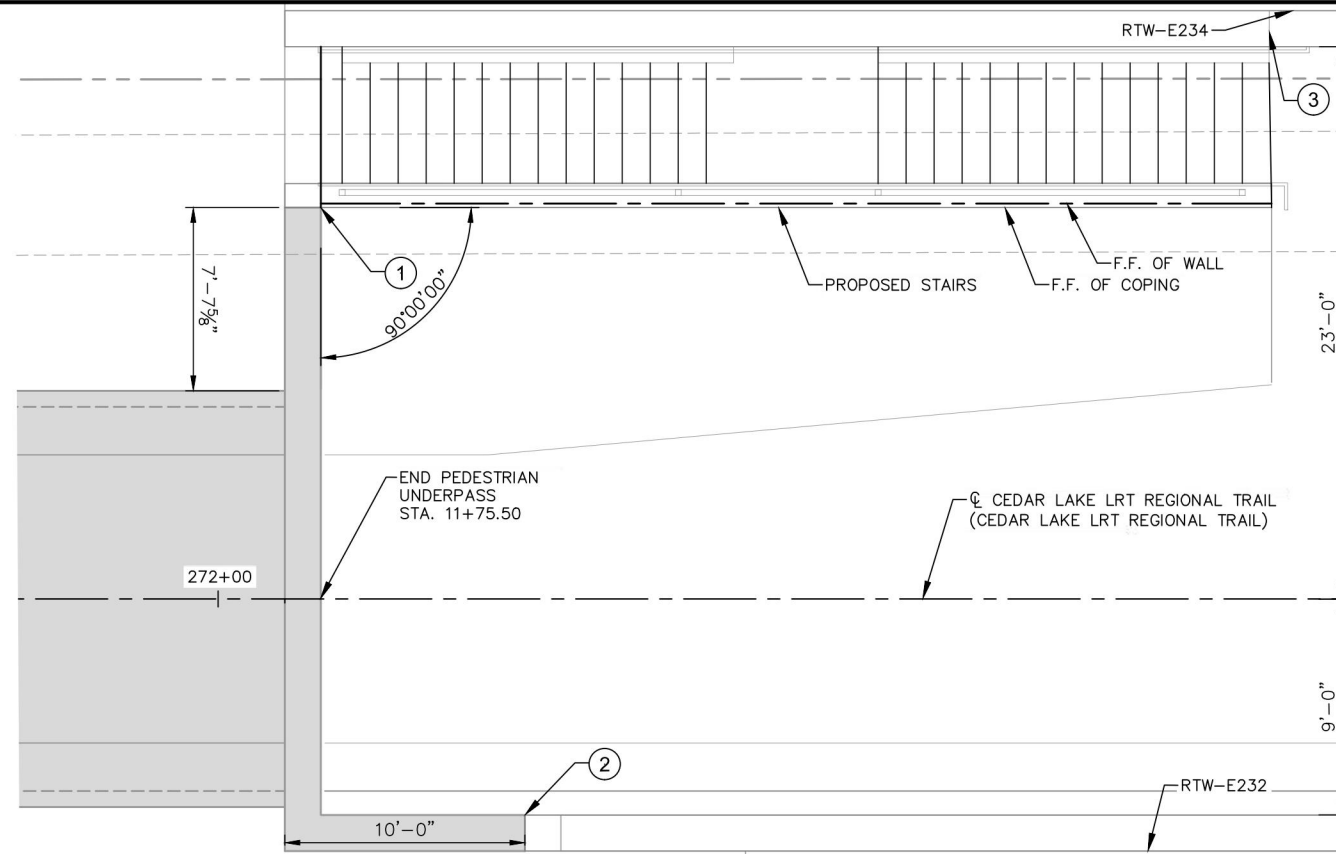 RTW-E234
3
1
90°00'00"
7'-7⅝"
F.F. OF WALL
F.F. OF COPING
PROPOSED STAIRS
23'-0"
END PEDESTRIAN
UNDERPASS
STA. 11+75.50
℄ CEDAR LAKE LRT REGIONAL TRAIL
(CEDAR LAKE LRT REGIONAL TRAIL)
272+00
9'-0"
2
RTW-E232
10'-0"